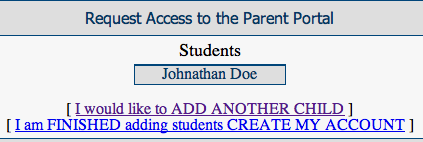 Request Access to the Parent Portal
Students
Johnathan Doe
[ I would like to ADD ANOTHER CHILD ]
[ I am FINISHED adding students CREATE MY ACCOUNT ]